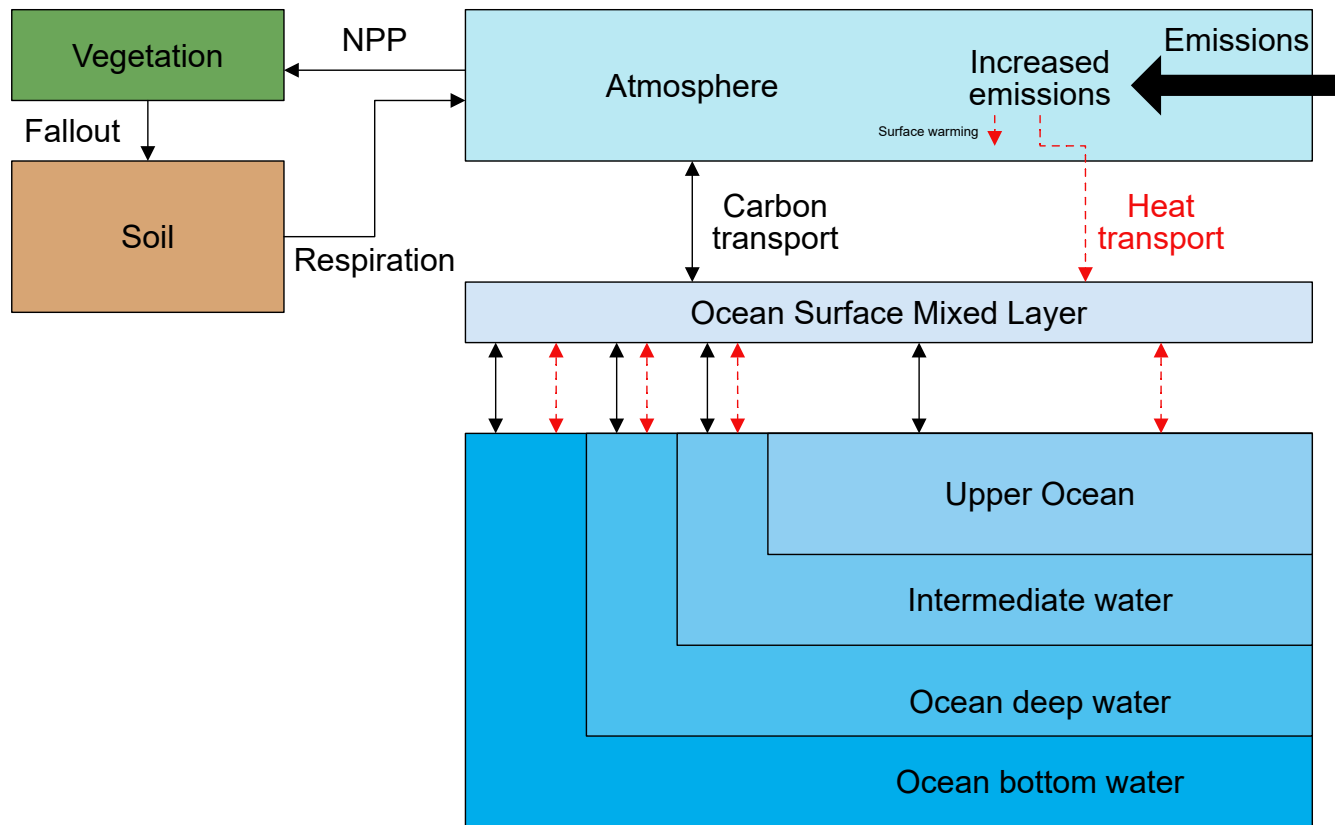 Vegetation
NPP
Atmosphere
Increased
emissions
Emissions
Surface warming
Fallout
Soil
Respiration
Carbon
transport
Heat
transport
Ocean Surface Mixed Layer
Upper Ocean
Intermediate water
Ocean deep water
Ocean bottom water